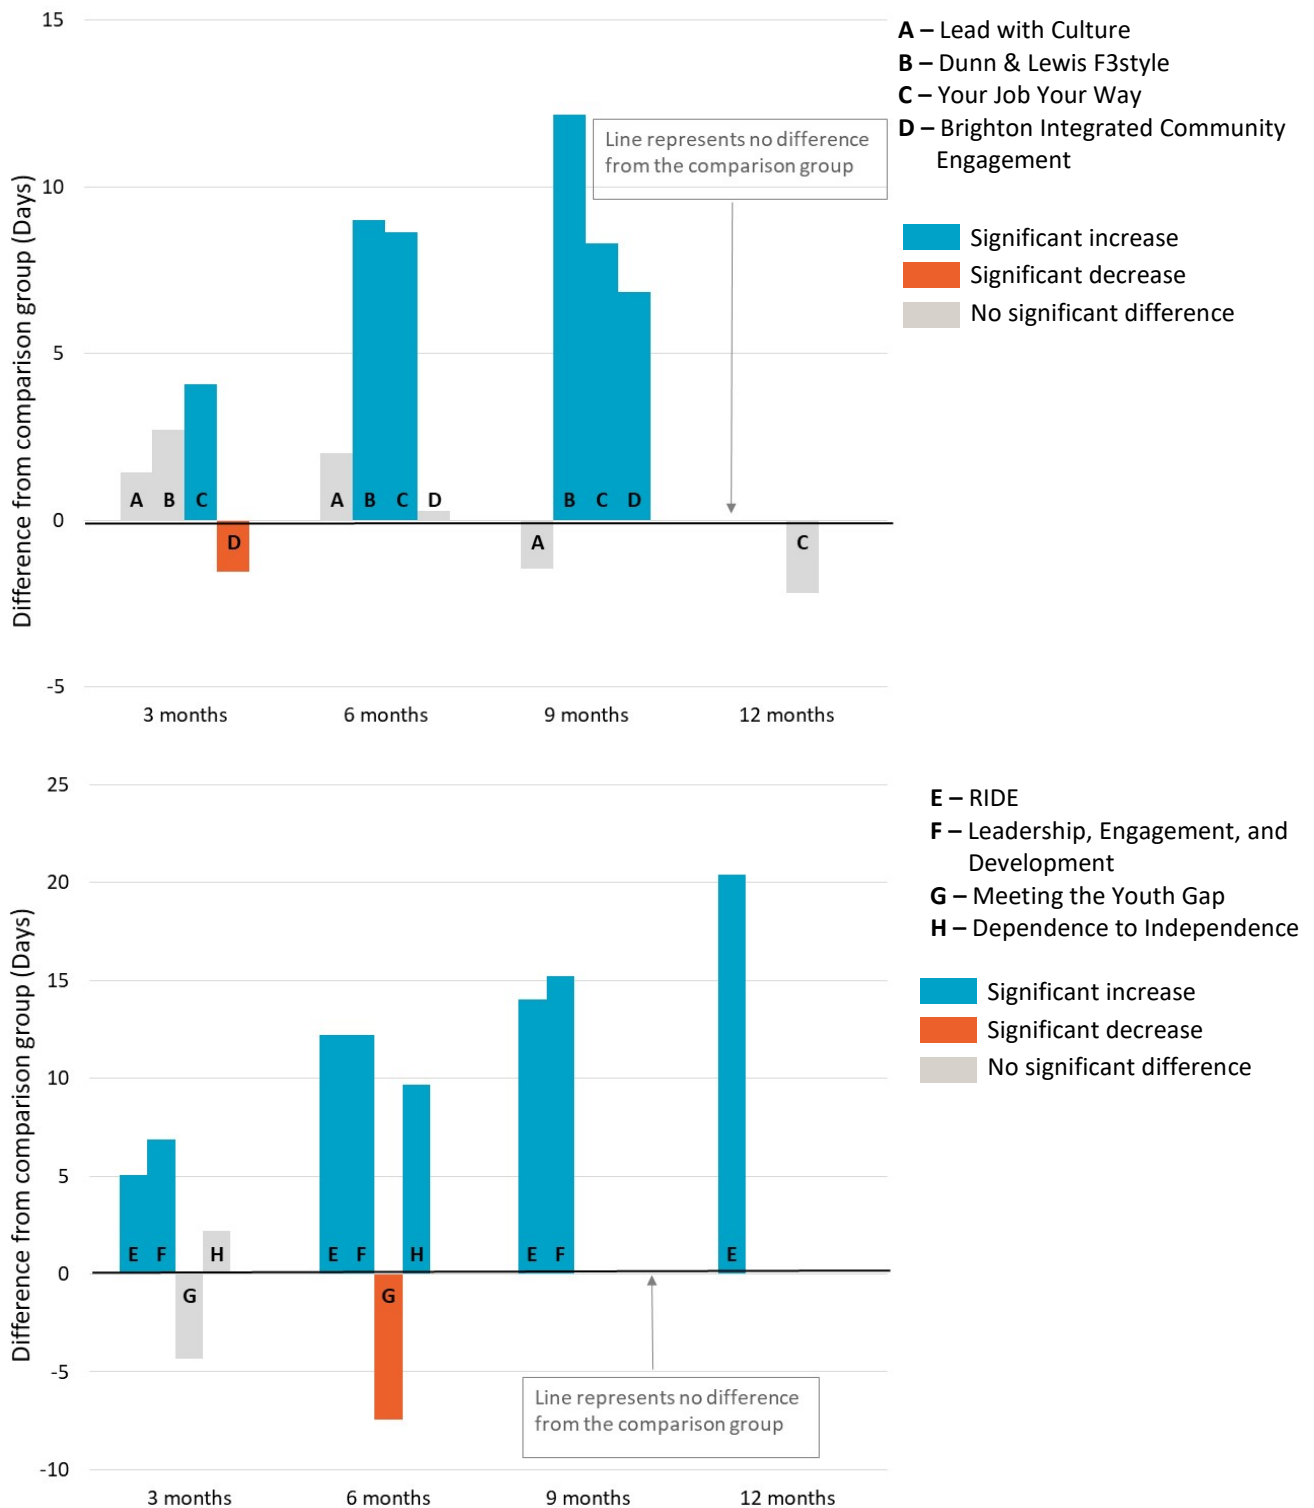 15
10
5
0
-5
Difference from comparison group (Days)
A – Lead with Culture
B – Dunn & Lewis F3style
C – Your Job Your Way
D – Brighton Integrated Community
Engagement
Line represents no difference
from the comparison group
Significant increase
Significant decrease
No significant difference
A B C D
A B C D
A B C D
C
3 months 6 months 9 months 12 months
25
20
15
10
5
0
-5
-10
Difference from comparison group (Days)
E – RIDE
F – Leadership, Engagement, and
Development
G – Meeting the Youth Gap
H – Dependence to Independence
Significant increase
Significant decrease
No significant difference
E F G H
E F G H
E F
E
Line represents no difference
from the comparison group
3 months 6 months 9 months 12 months